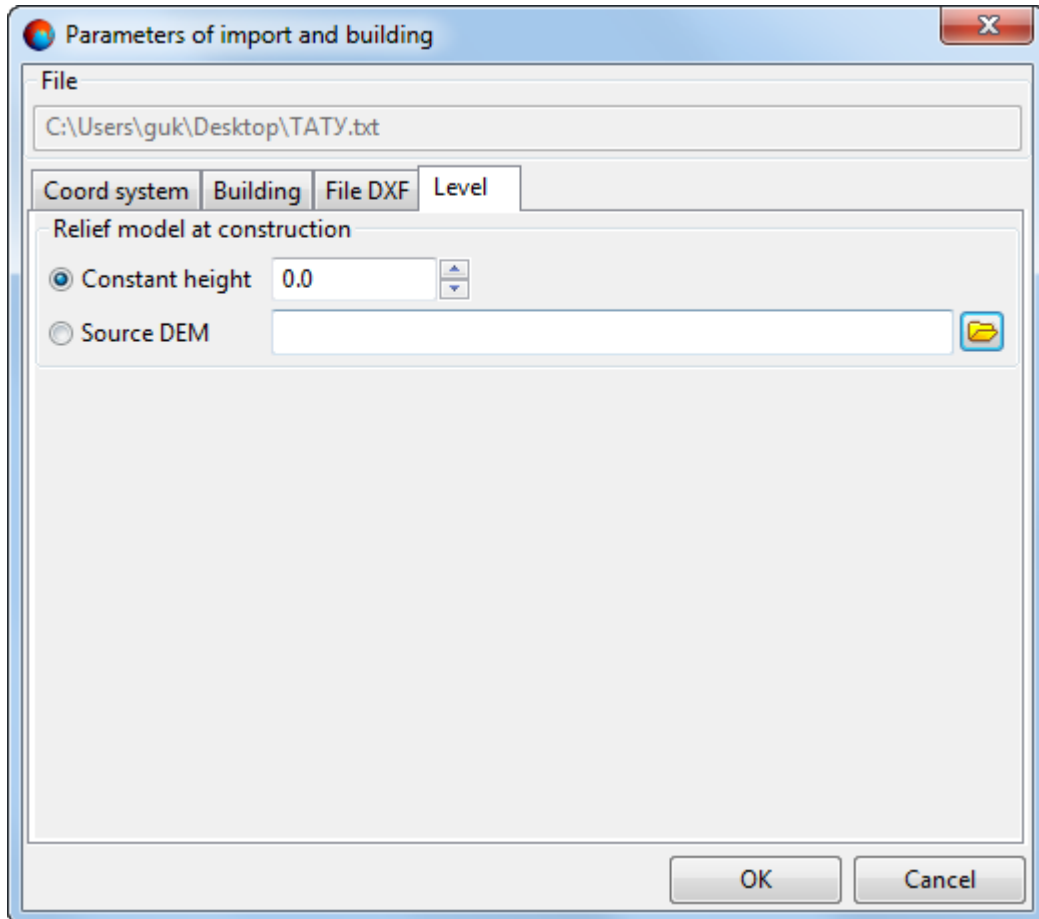 Parameters of import and building
File
C:\Users\guk\Desktop\ТАТУ.txt
Coord system Building File DXF Level
Relief model at construction
Constant height 0.0
Source DEM
OK Cancel